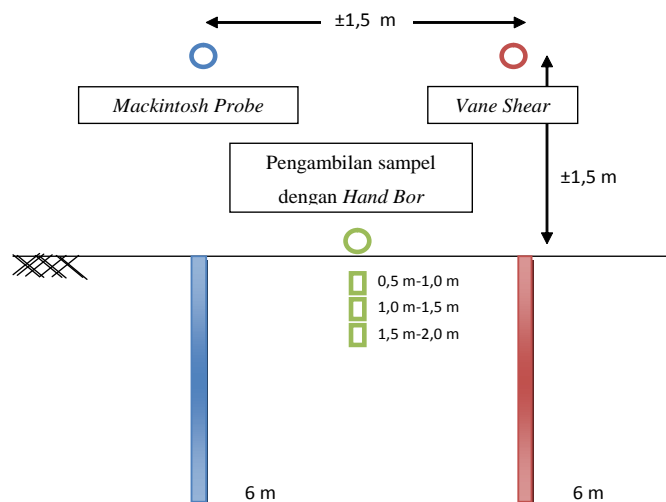 ±1,5 m
Mackintosh Probe
Vane Shear
Pengambilan sampel
dengan Hand Bor
±1,5 m
0,5 m-1,0 m
1,0 m-1,5 m
1,5 m-2,0 m
6 m
6 m